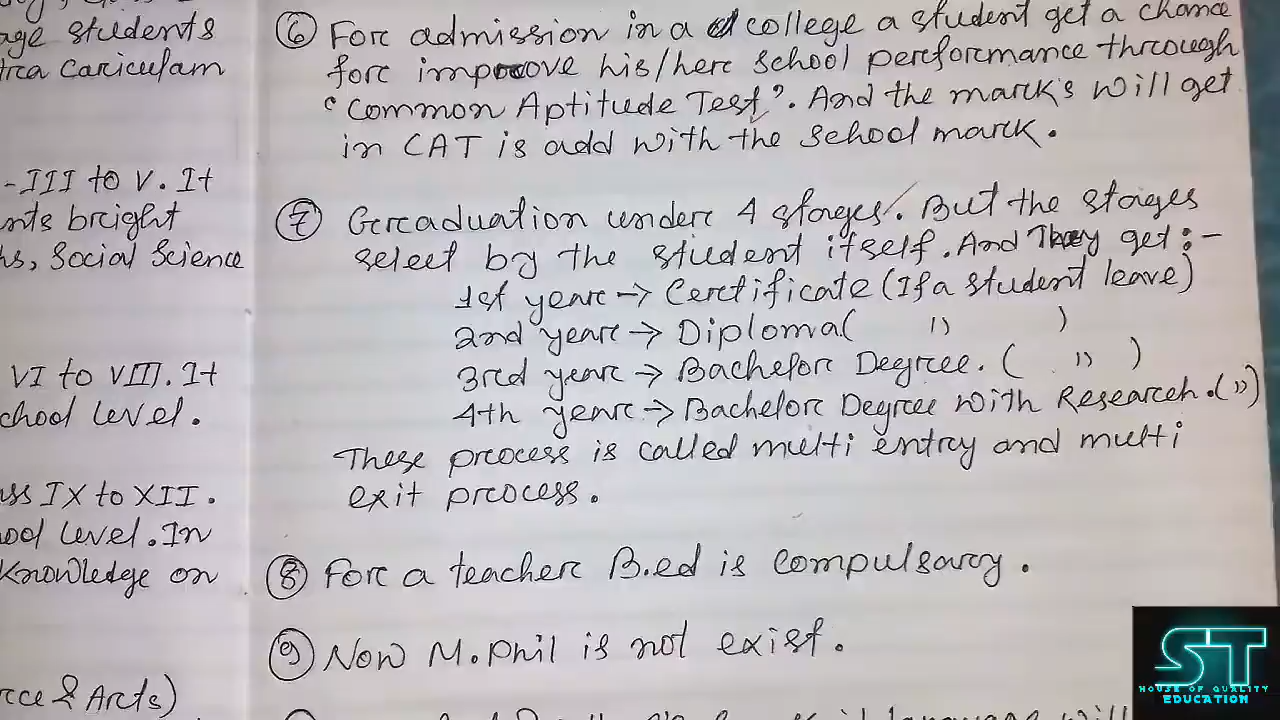 age students
tra cariculam
-III to V. It
nts bright
hs, Social Science
VI to VIII. It
chool level.
ass IX to XII.
ool level. In
knowledge on
rce & Arts)
⑥ For admission in a college a student get a chance
for improve his/her school performance through
"Common Aptitude Test". And the mark's will get
in CAT is add with the school mark.
⑦ Graduation under 4 stages. But the stages
select by the student itself. And They get :-
1st year → Certificate (If a student leave)
2nd year → Diploma ( " )
3rd year → Bachelor Degree. ( " )
4th year → Bachelor Degree with Research. ( " )
These process is called multi entry and multi
exit process.
⑧ For a teacher B.ed is compulsary.
⑨ Now M.phil is not exist.
language will
ST
HOUSE OF QUALITY
EDUCATION